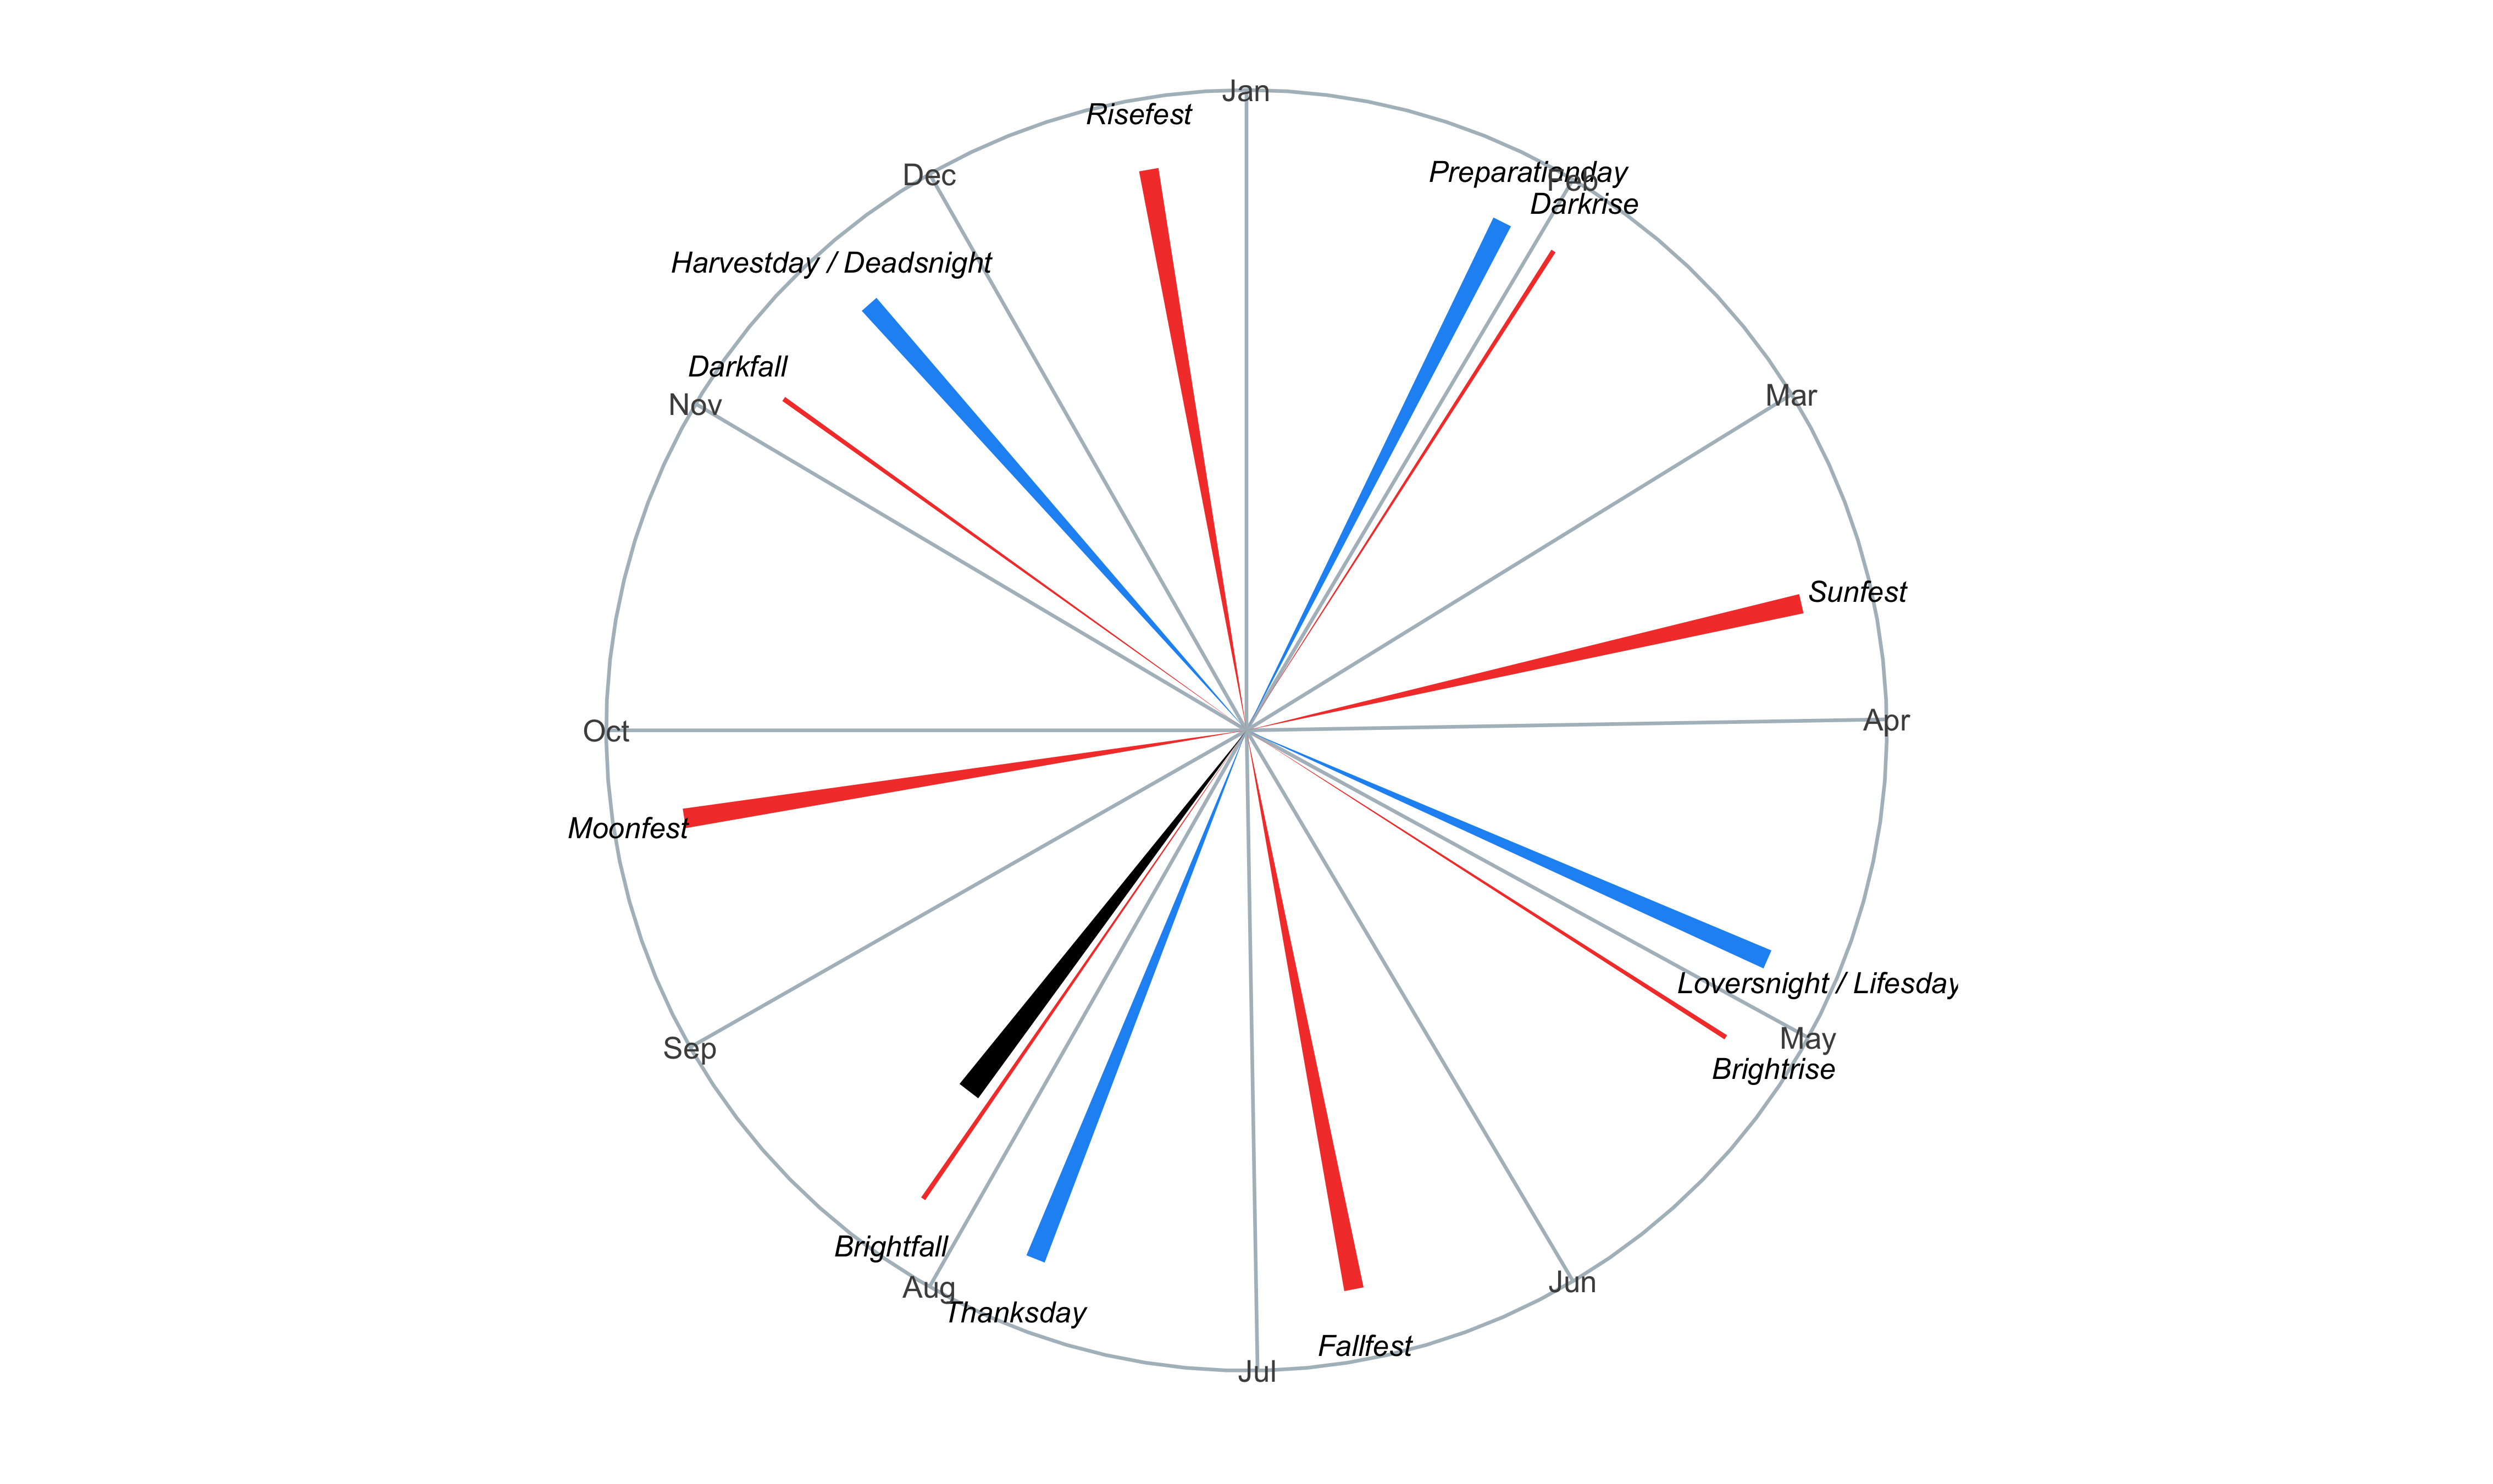 Jan
Risefest
Preparationday
Dec
Feb
Darkrise
Harvestday / Deadsnight
Darkfall
Mar
Nov
Sunfest
Apr
Oct
Moonfest
Loversnight / Lifesday
May
Sep
Brightrise
Brightfall
Jun
Aug
Thanksday
Fallfest
Jul